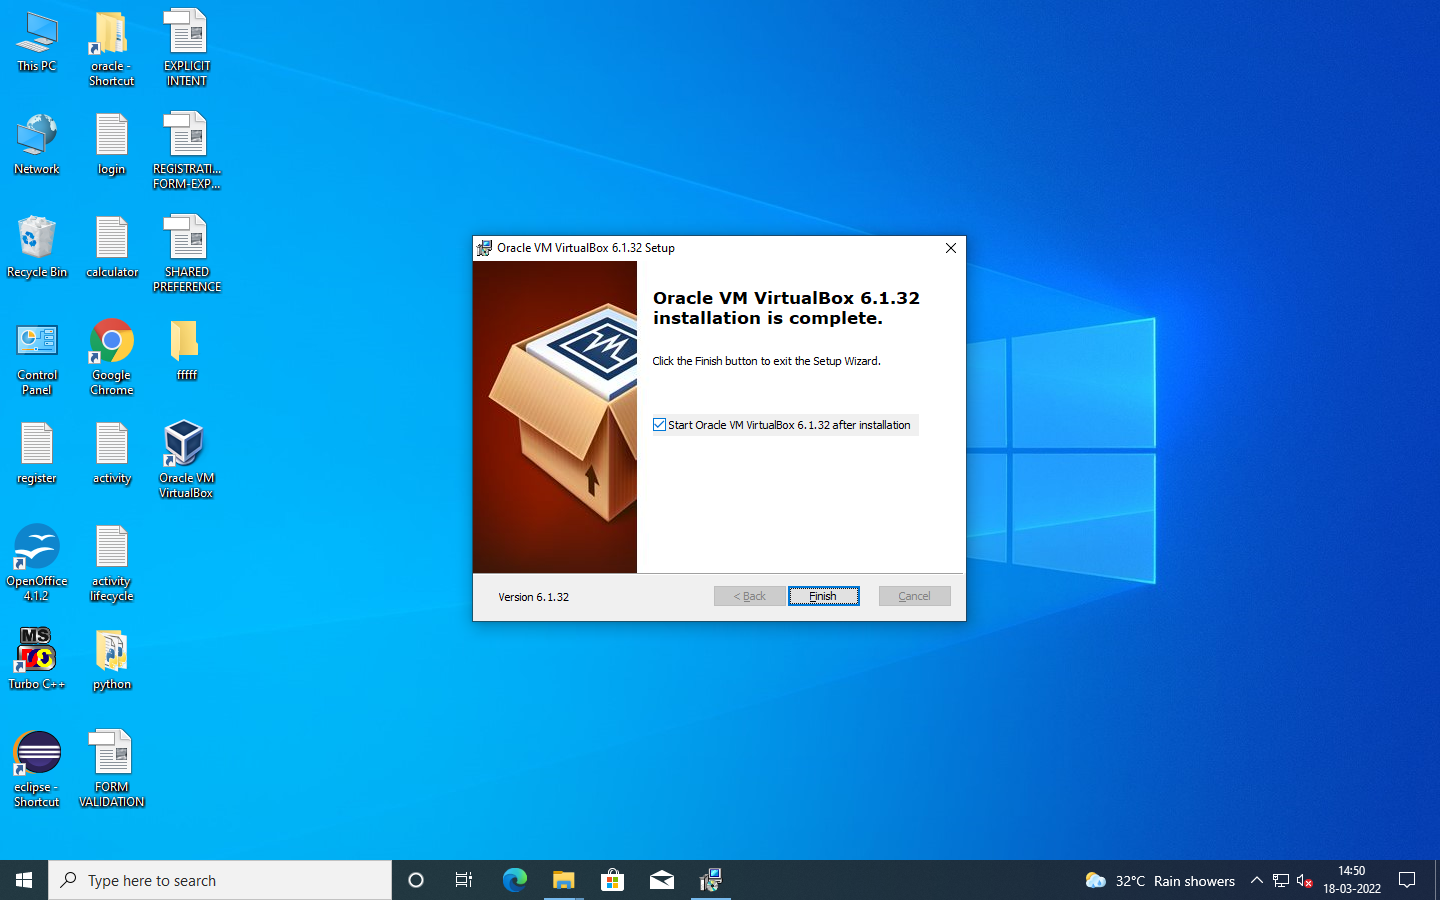 This PC
oracle -
Shortcut
EXPLICIT
INTENT
Network
login
REGISTRATI...
FORM-EXP...
Recycle Bin
calculator
SHARED
PREFERENCE
Control
Panel
Google
Chrome
fffff
register
activity
Oracle VM
VirtualBox
OpenOffice
4.1.2
activity
lifecycle
MS
Turbo C++
python
eclipse -
Shortcut
FORM
VALIDATION
Oracle VM VirtualBox 6.1.32 Setup
Oracle VM VirtualBox 6.1.32
installation is complete.
Click the Finish button to exit the Setup Wizard.
Start Oracle VM VirtualBox 6.1.32 after installation
Version 6.1.32
< Back
Finish
Cancel
Type here to search
32°C Rain showers
14:50
18-03-2022